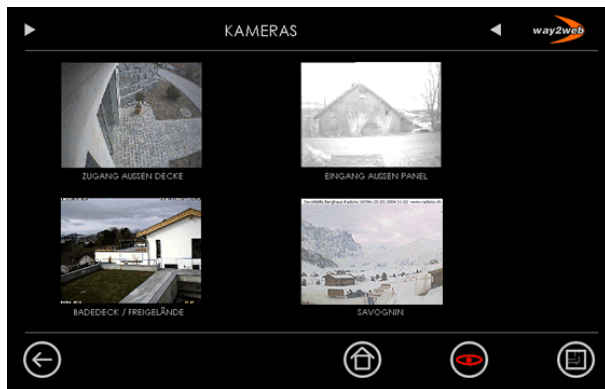 KAMERAS
way2web
ZUGANG AUSSEN DECKE
EINGANG AUSSEN PANEL
BADEDECK / FREIGELÄNDE
SAVOGNIN